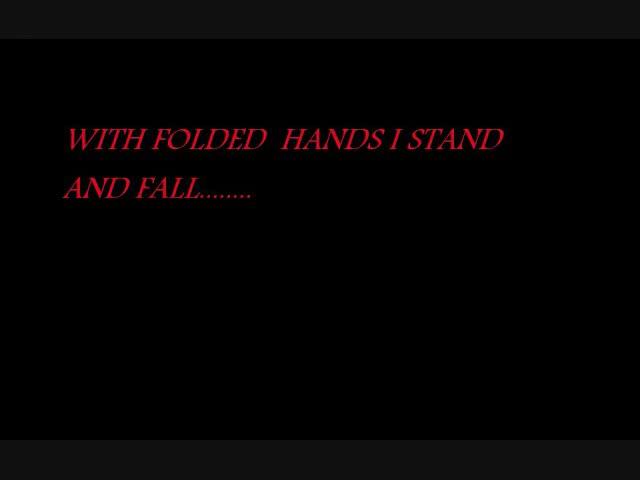 WITH FOLDED  HANDS I STAND
AND FALL........